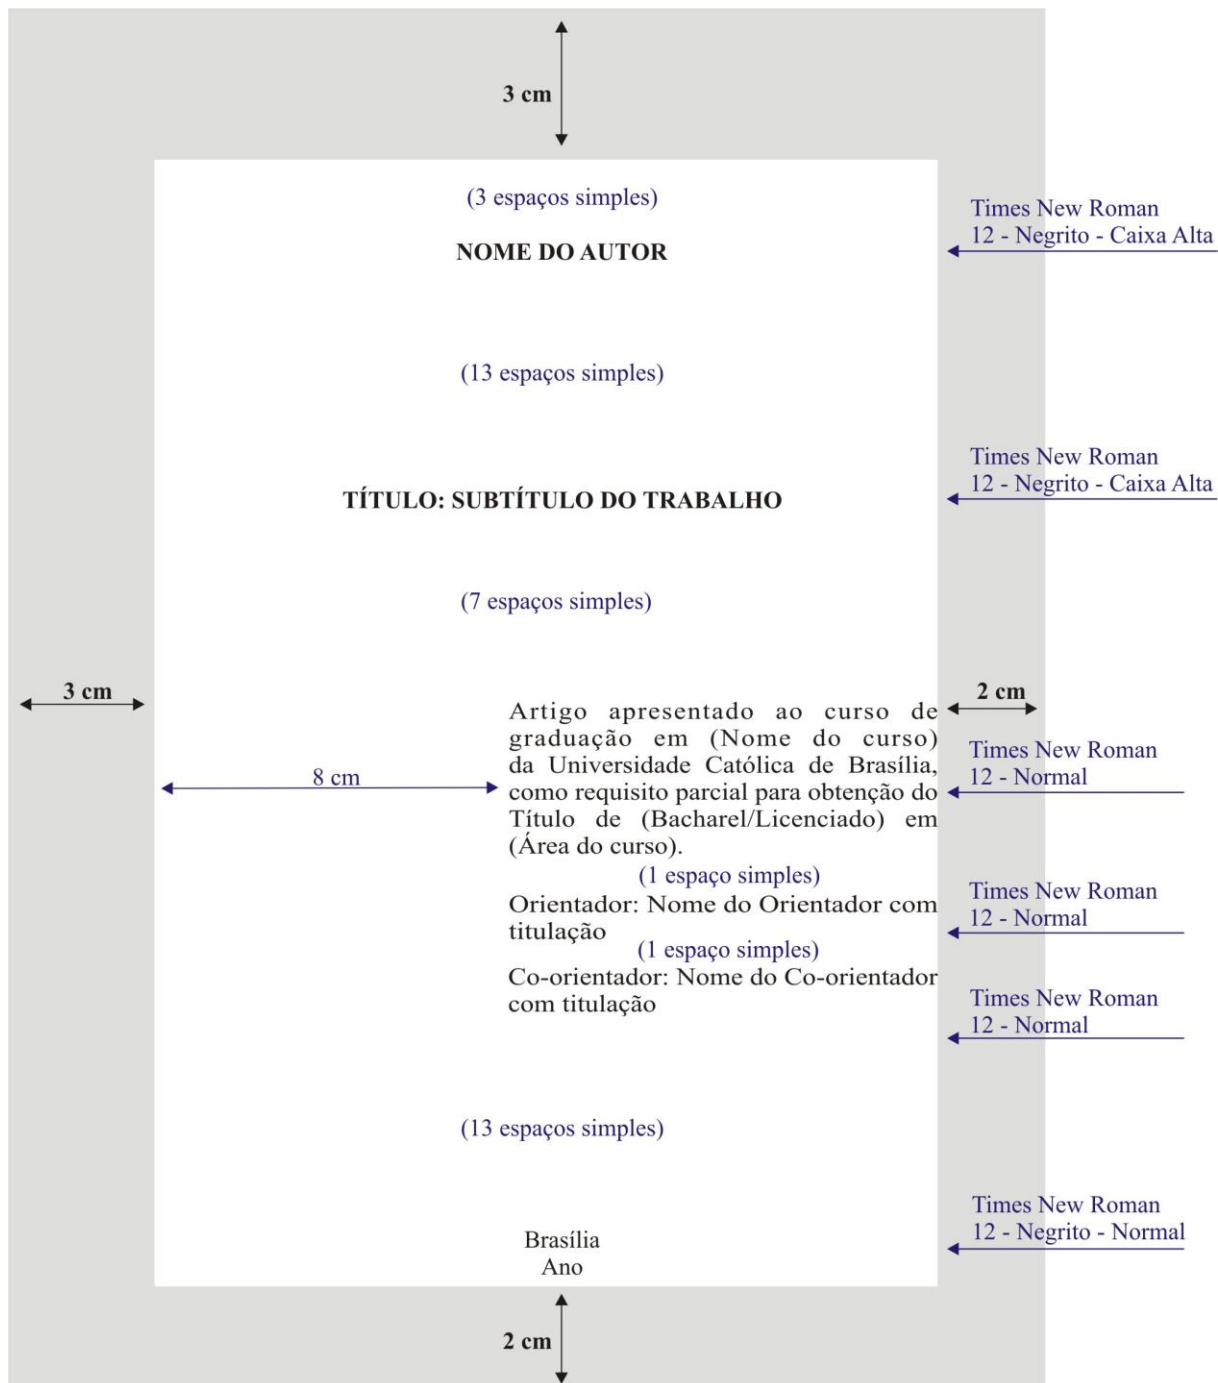 3 cm
(3 espaços simples)
Times New Roman
12 - Negrito - Caixa Alta
NOME DO AUTOR
(13 espaços simples)
Times New Roman
12 - Negrito - Caixa Alta
TÍTULO: SUBTÍTULO DO TRABALHO
(7 espaços simples)
3 cm
2 cm
Artigo apresentado ao curso de
graduação em (Nome do curso)
da Universidade Católica de Brasília,
como requisito parcial para obtenção do
Título de (Bacharel/Licenciado) em
(Área do curso).
Times New Roman
12 - Normal
8 cm
(1 espaço simples)
Orientador: Nome do Orientador com
titulação
Times New Roman
12 - Normal
(1 espaço simples)
Co-orientador: Nome do Co-orientador
com titulação
Times New Roman
12 - Normal
(13 espaços simples)
Times New Roman
12 - Negrito - Normal
Brasília
Ano
2 cm